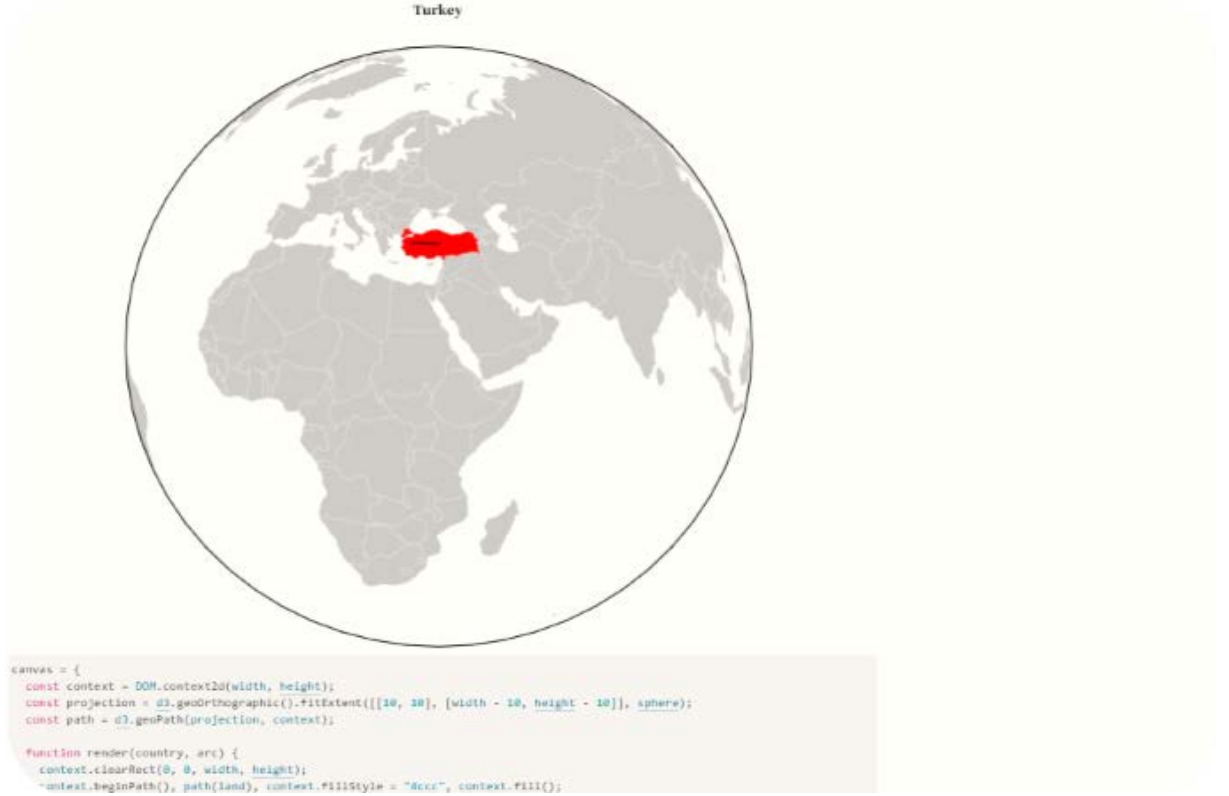 Turkey
canvas = {
const context = DOM.context2d(width, height);
const projection = d3.geoOrthographic().fitExtent([[10, 10], [width - 10, height - 10]], sphere);
const path = d3.geoPath(projection, context);
function render(country, arc) {
context.clearRect(0, 0, width, height);
context.beginPath(), path(land), context.fillStyle = "#ccc", context.fill();